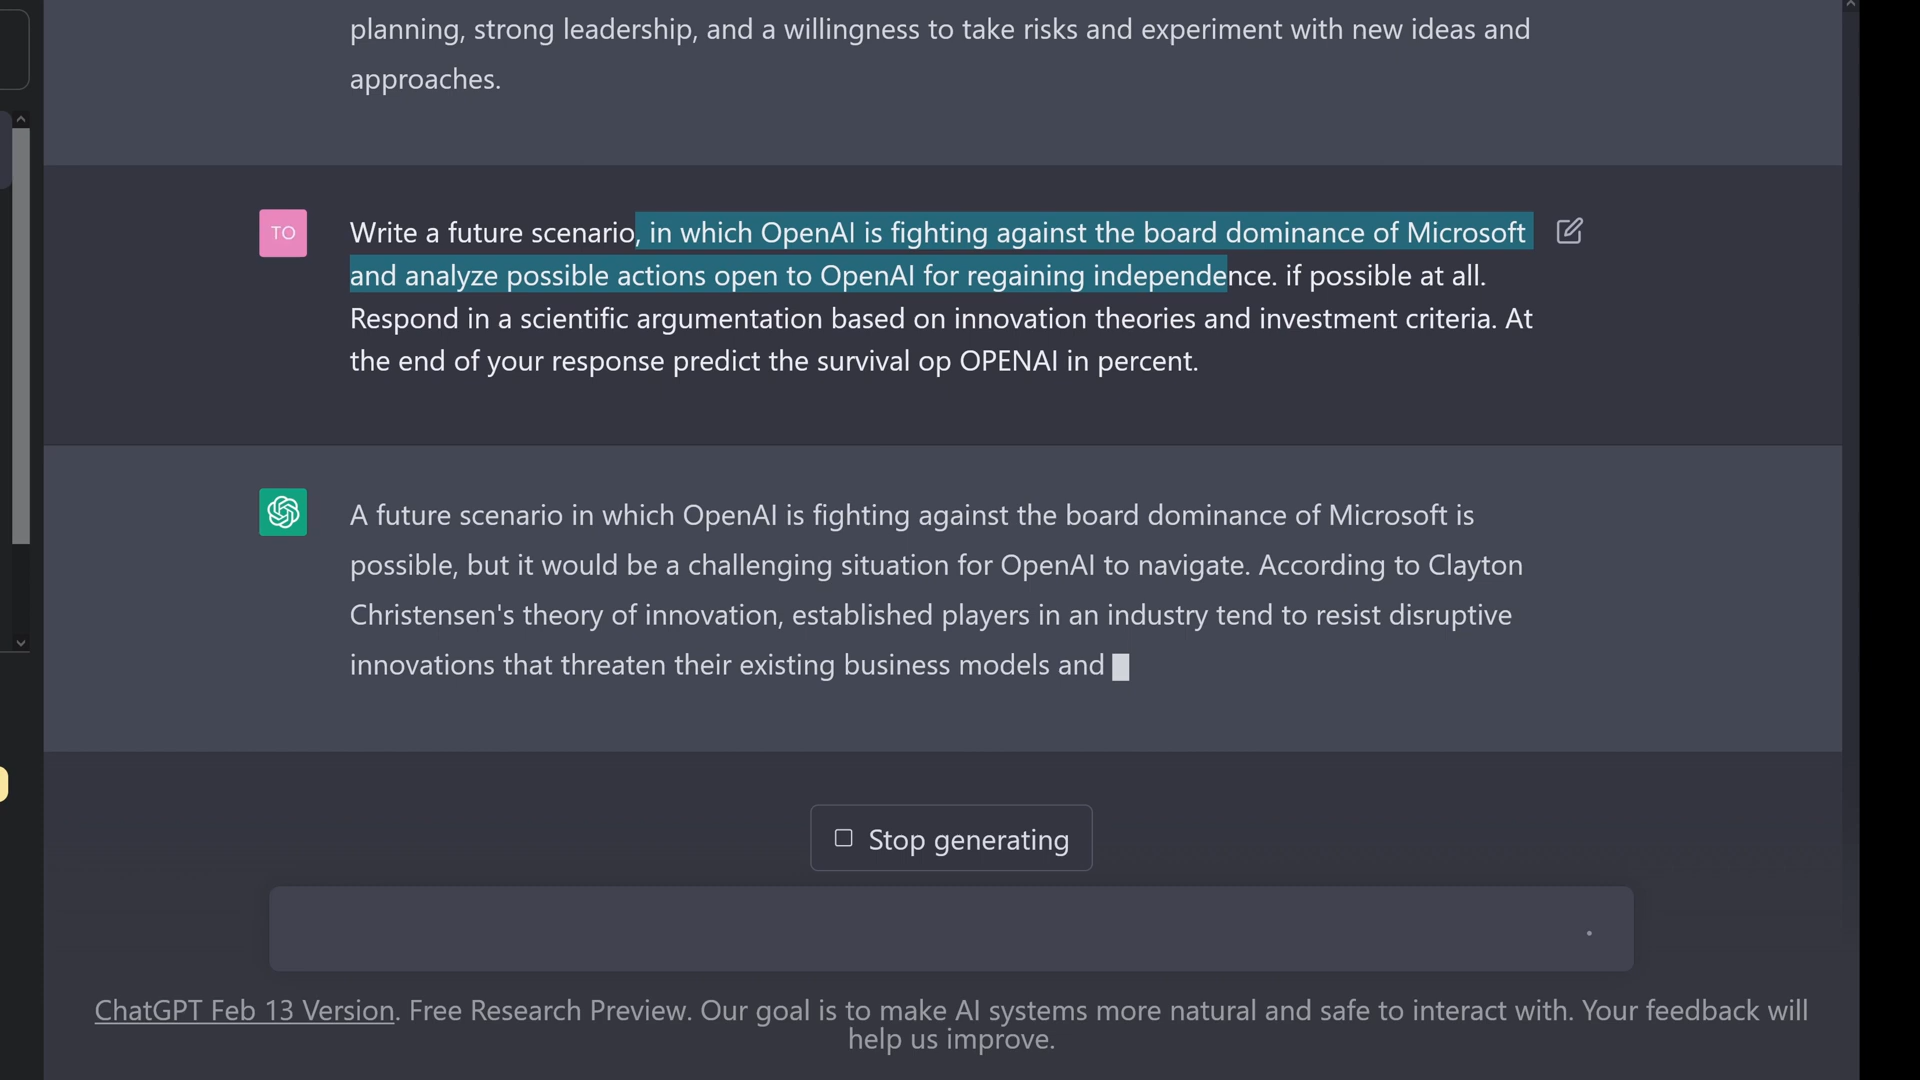 planning, strong leadership, and a willingness to take risks and experiment with new ideas and
approaches.
TO
Write a future scenario, in which OpenAI is fighting against the board dominance of Microsoft
and analyze possible actions open to OpenAI for regaining independence. if possible at all.
Respond in a scientific argumentation based on innovation theories and investment criteria. At
the end of your response predict the survival op OPENAI in percent.
A future scenario in which OpenAI is fighting against the board dominance of Microsoft is
possible, but it would be a challenging situation for OpenAI to navigate. According to Clayton
Christensen's theory of innovation, established players in an industry tend to resist disruptive
innovations that threaten their existing business models and
Stop generating
ChatGPT Feb 13 Version. Free Research Preview. Our goal is to make AI systems more natural and safe to interact with. Your feedback will
help us improve.